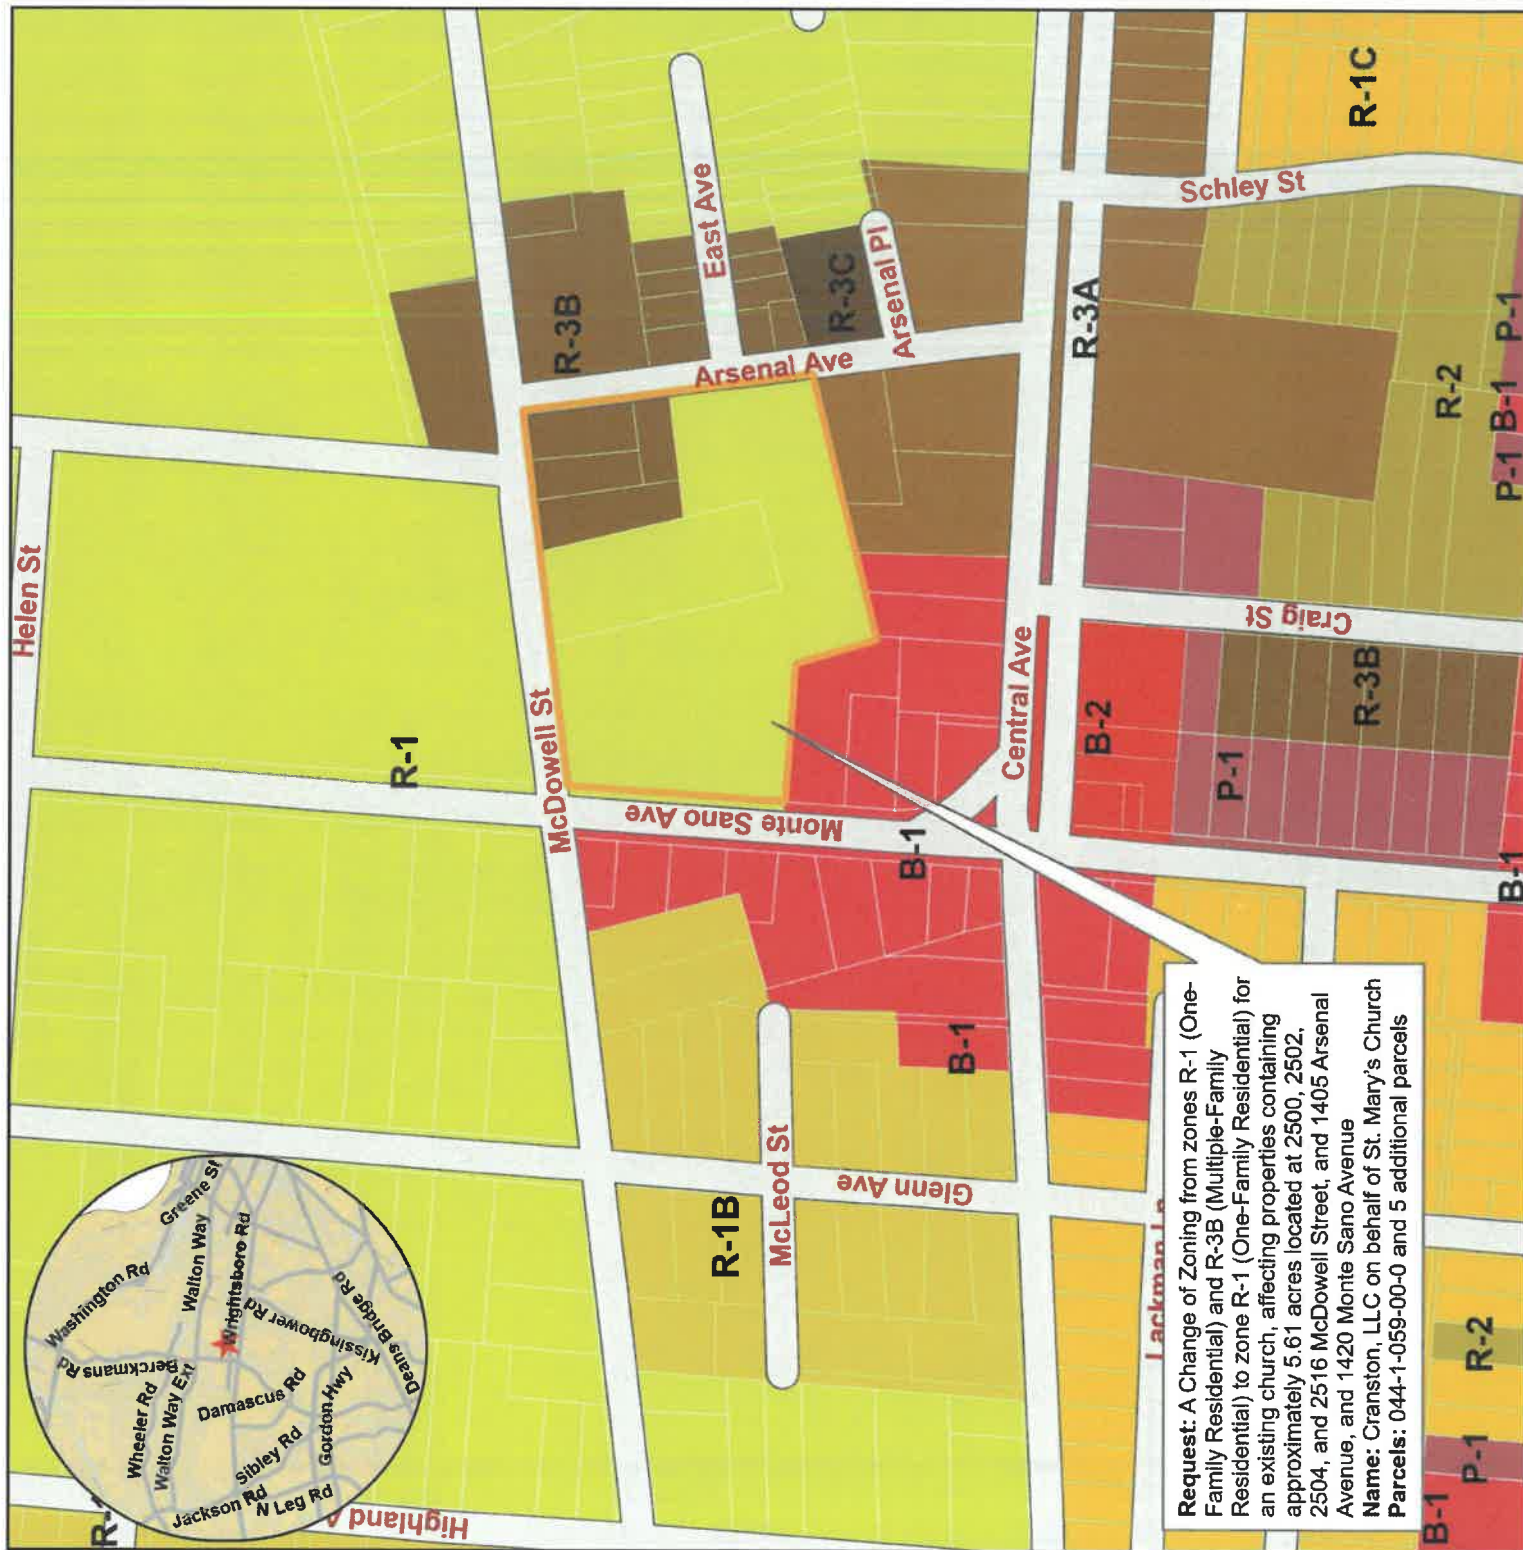 Helen St
R-1
McDowell St
R-3B
East Ave
Arsenal Ave
R-3C
Arsenal Pl
Monte Sano Ave
B-1
Central Ave
R-3A
Schley St
R-1C
Craig St
B-2
P-1
R-3B
R-2
P-1
B-1
P-1
B-1
B-1
McLeod St
R-1B
Glenn Ave
Highland
Lackman
R-2
P-1
B-1
Washington Rd
Greene St
Walton Way
Wrightsboro Rd
Berckmans Rd
Kissingbower Rd
Deans Bridge Rd
Wheeler Rd
Walton Way Ext
Damascus Rd
Gordon Hwy
Sibley Rd
Jackson Rd
N Leg Rd
Request: A Change of Zoning from zones R-1 (One-
Family Residential) and R-3B (Multiple-Family
Residential) to zone R-1 (One-Family Residential) for
an existing church, affecting properties containing
approximately 5.61 acres located at 2500, 2502,
2504, and 2516 McDowell Street, and 1405 Arsenal
Avenue, and 1420 Monte Sano Avenue
Name: Cranston, LLC on behalf of St. Mary's Church
Parcels: 044-1-059-00-0 and 5 additional parcels